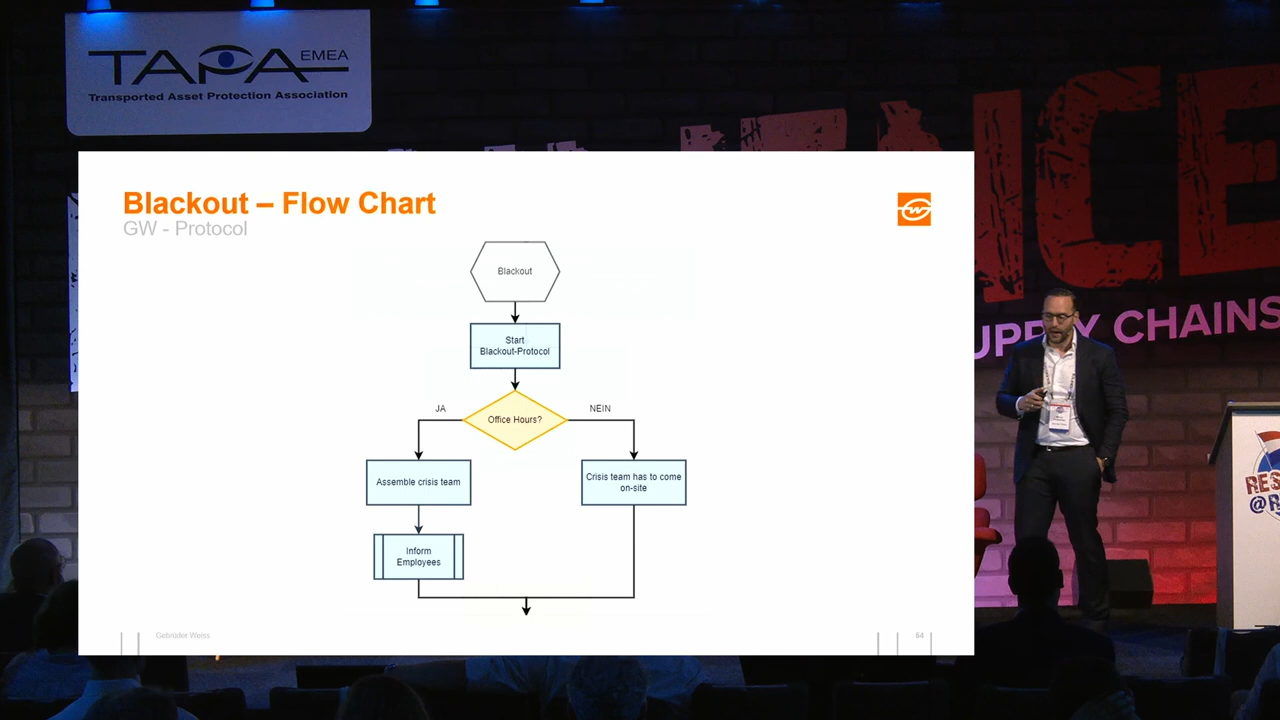 TAPA EMEA
Transported Asset Protection Association
Blackout – Flow Chart
GW - Protocol
Blackout
Start
Blackout-Protocol
JA
Office Hours?
NEIN
Assemble crisis team
Crisis team has to come
on-site
Inform
Employees
Gebrüder Weiss
54
SUPPLY CHAINS